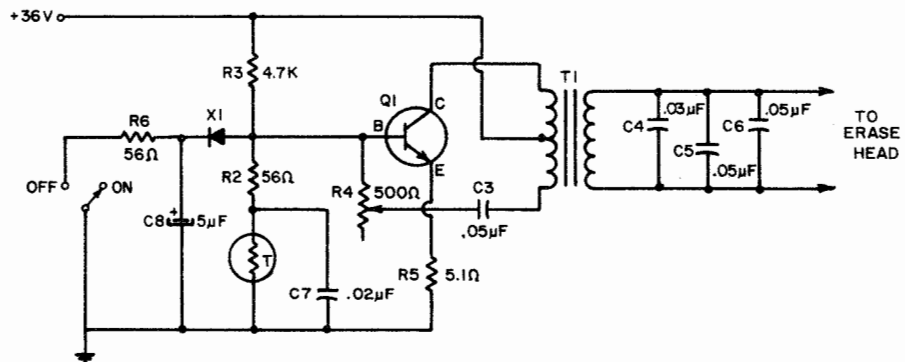 +36V
R3 4.7K
Q1
C
B
E
T1
R6
56Ω
X1
OFF
ON
C8
+
5µF
R2 56Ω
R4
500Ω
C3
.05µF
T
C7 .02µF
R5 5.1Ω
.03µF
C4
C5
.05µF
.05µF
C6
TO
ERASE
HEAD